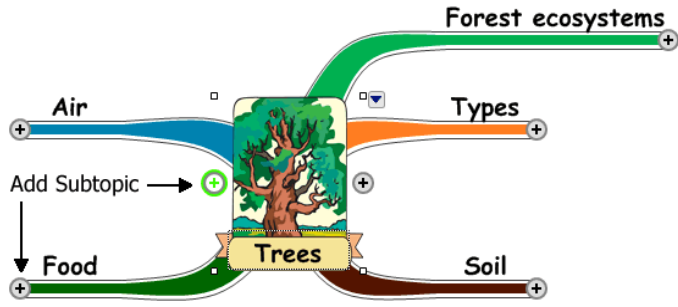 Forest ecosystems
Air
Types
Add Subtopic
Trees
Food
Soil